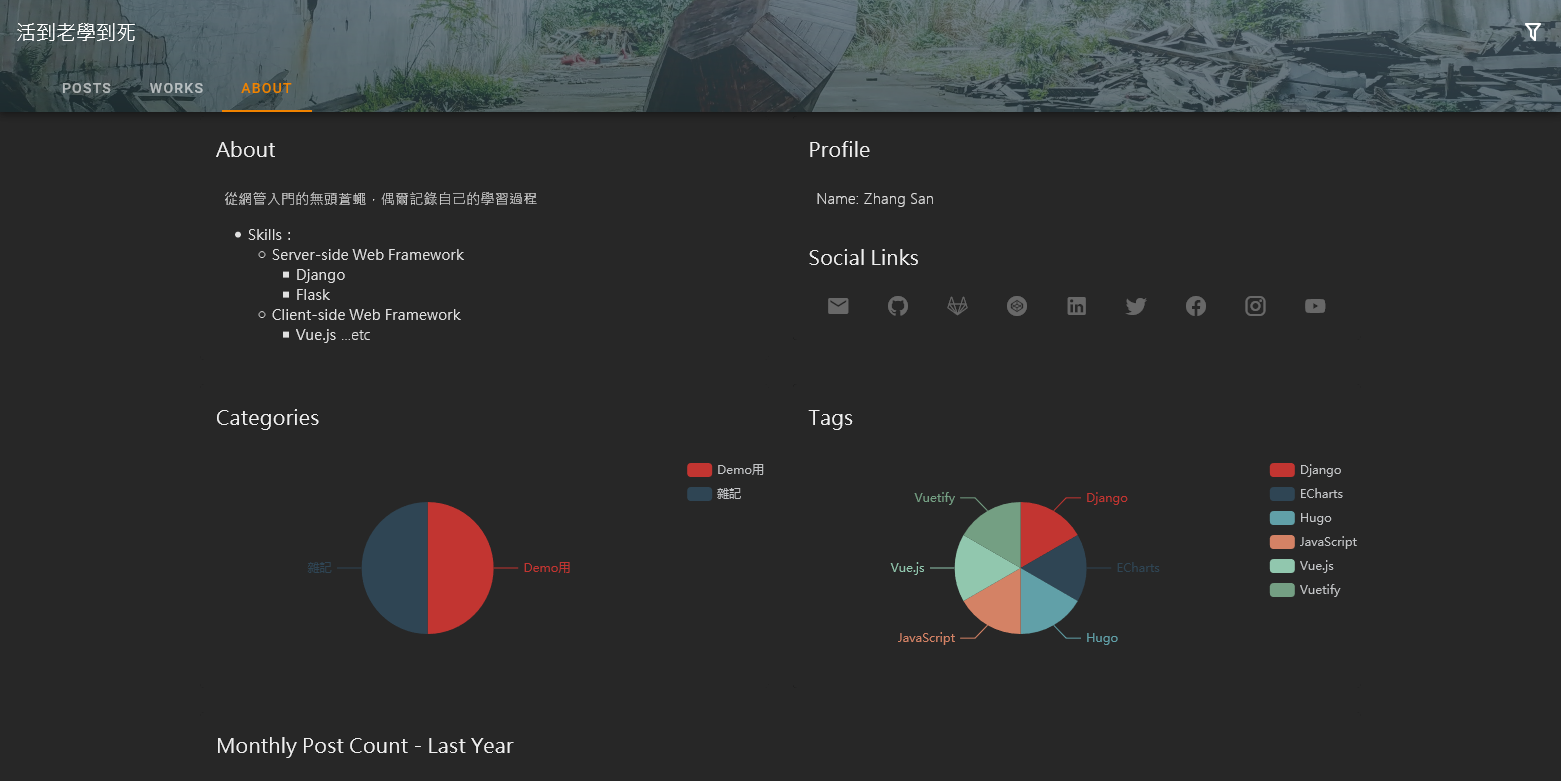 活到老學到死
POSTS WORKS ABOUT
About
從網管入門的無頭蒼蠅，偶爾記錄自己的學習過程
Skills：
Server-side Web Framework
Django
Flask
Client-side Web Framework
Vue.js ...etc
Profile
Name: Zhang San
Social Links
Categories
Demo用
雜記
雜記
Demo用
Tags
Django
ECharts
Hugo
JavaScript
Vue.js
Vuetify
Vuetify
Django
Vue.js
ECharts
JavaScript
Hugo
Monthly Post Count - Last Year